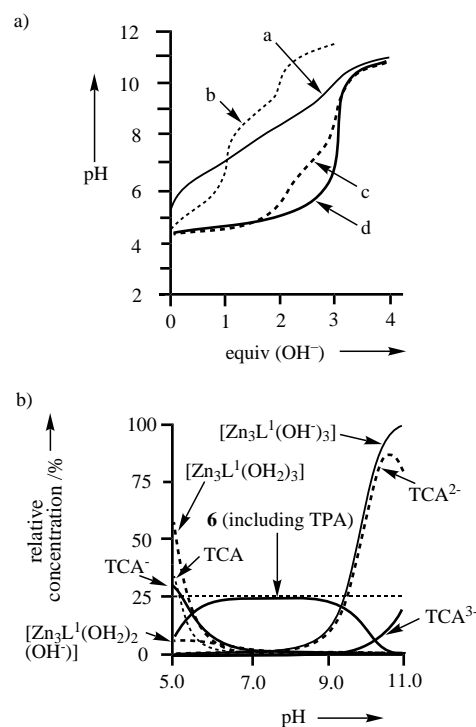 a)
12
10
8
6
4
2
pH
a
b
c
d
0 1 2 3 4
equiv (OH⁻)
b)
100
75
50
25
0
relative
concentration /%
[Zn₃L¹(OH⁻)₃]
[Zn₃L¹(OH₂)₃]
TCA²⁻
6 (including TPA)
TCA⁻
TCA
TCA³⁻
[Zn₃L¹(OH₂)₂
(OH⁻)]
5.0 7.0 9.0 11.0
pH